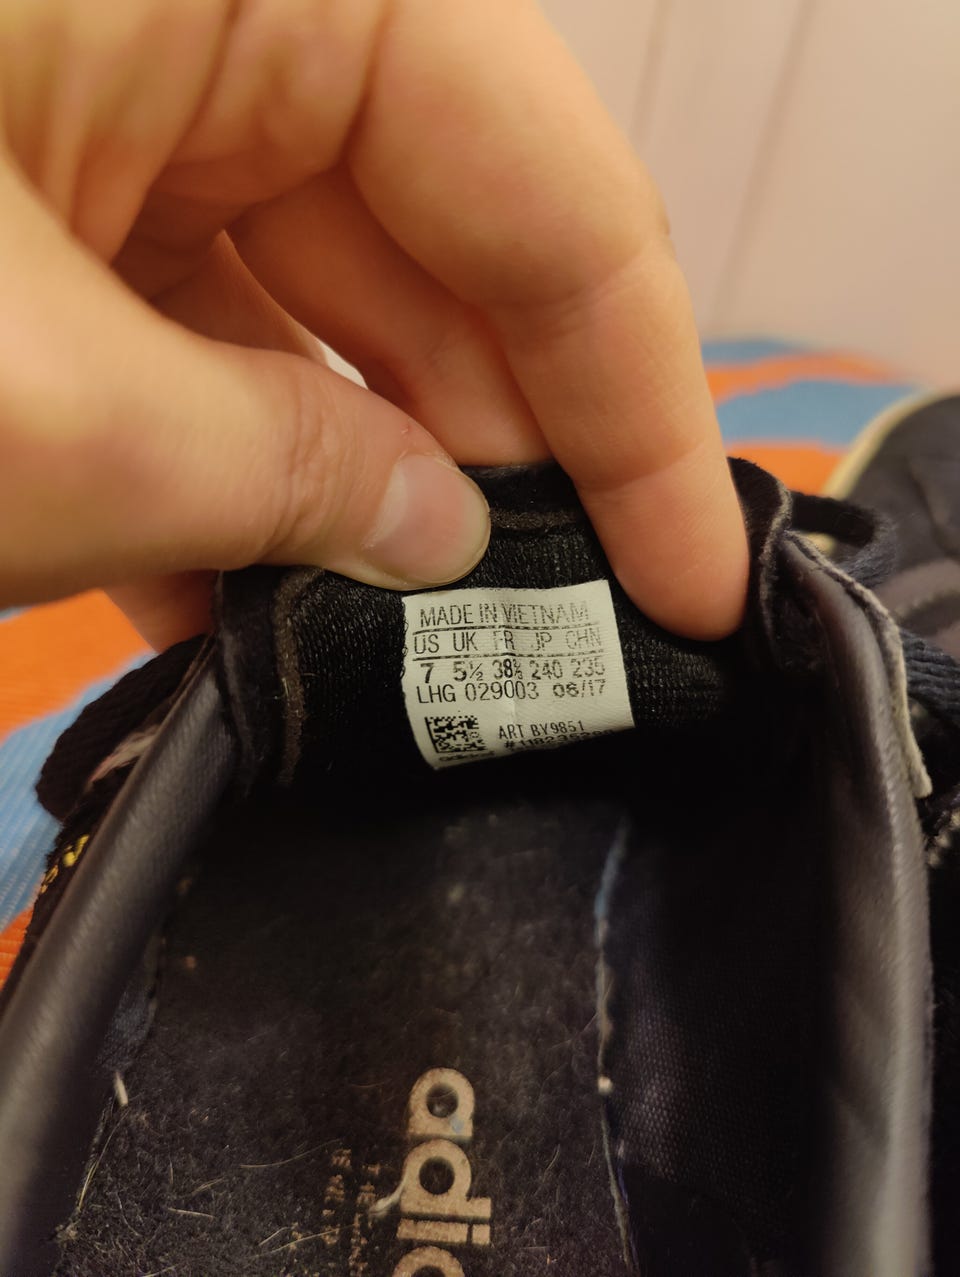 MADE IN VIETNAM
US UK FR JP CHN
7 5½ 38⅔ 240 235
LHG 029003 06/17
ART BY9851
adidas
adid